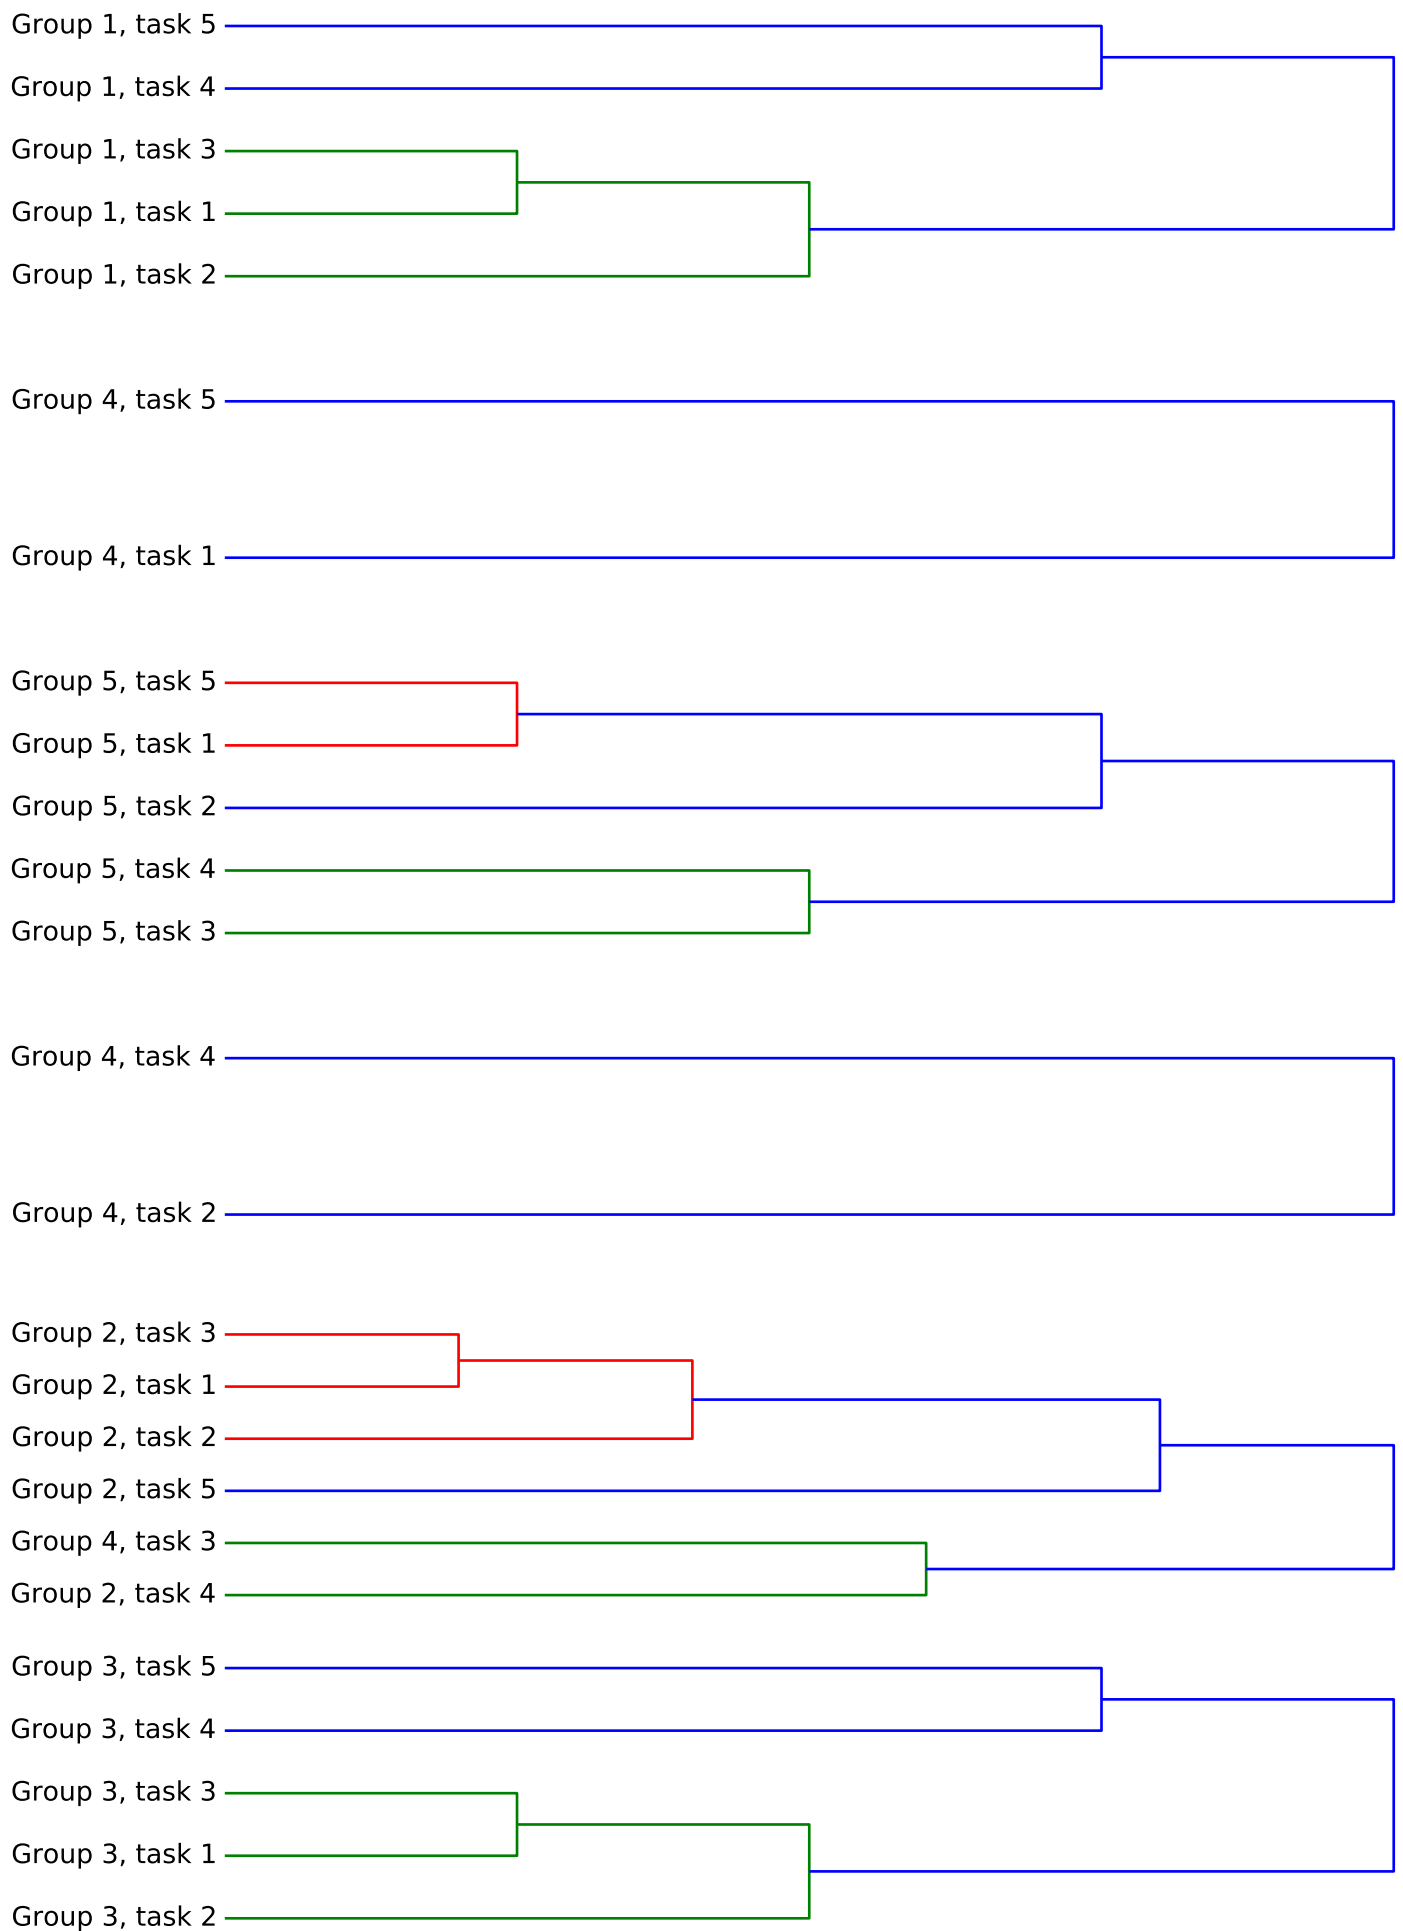 Group 1, task 5
Group 1, task 4
Group 1, task 3
Group 1, task 1
Group 1, task 2
Group 4, task 5
Group 4, task 1
Group 5, task 5
Group 5, task 1
Group 5, task 2
Group 5, task 4
Group 5, task 3
Group 4, task 4
Group 4, task 2
Group 2, task 3
Group 2, task 1
Group 2, task 2
Group 2, task 5
Group 4, task 3
Group 2, task 4
Group 3, task 5
Group 3, task 4
Group 3, task 3
Group 3, task 1
Group 3, task 2